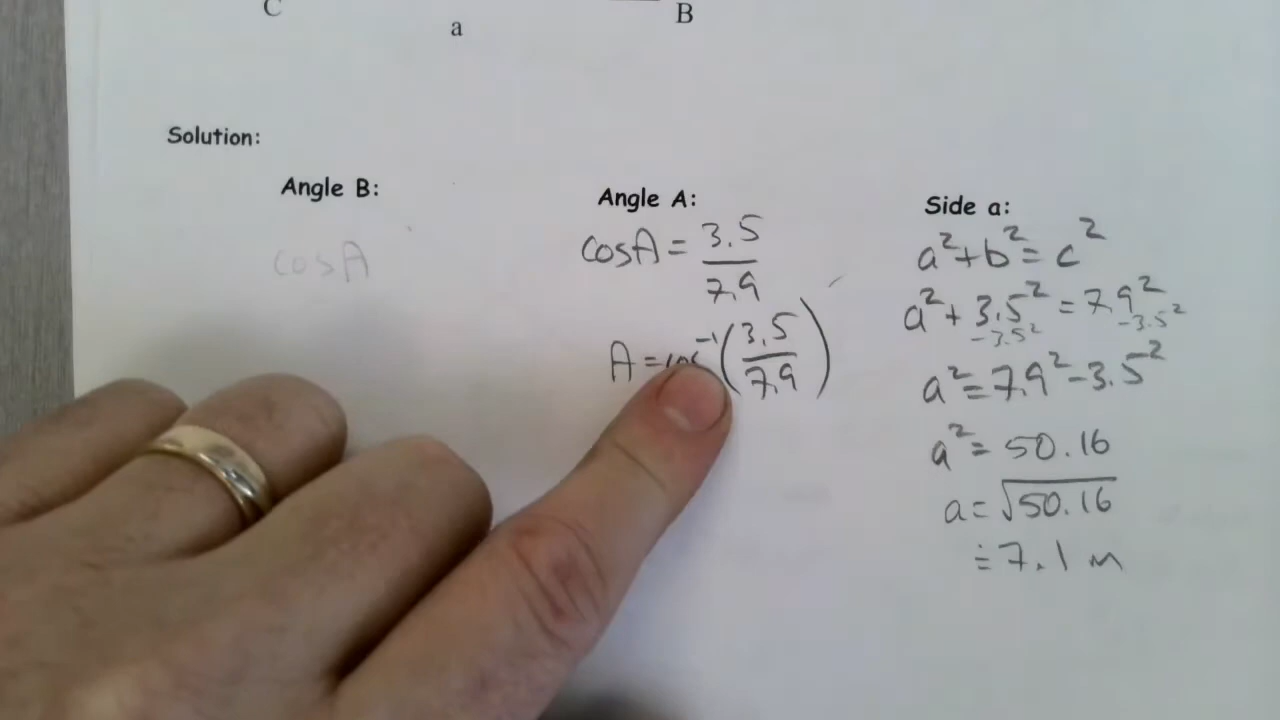 C
a
B
Solution:
Angle B:
cosA
Angle A:
cosA = 3.5/7.9
A = cos⁻¹(3.5/7.9)
Side a:
a² + b² = c²
a² + 3.5² = 7.9²
-3.5² -3.5²
a² = 7.9² - 3.5²
a² = 50.16
a = √50.16
≐ 7.1 m